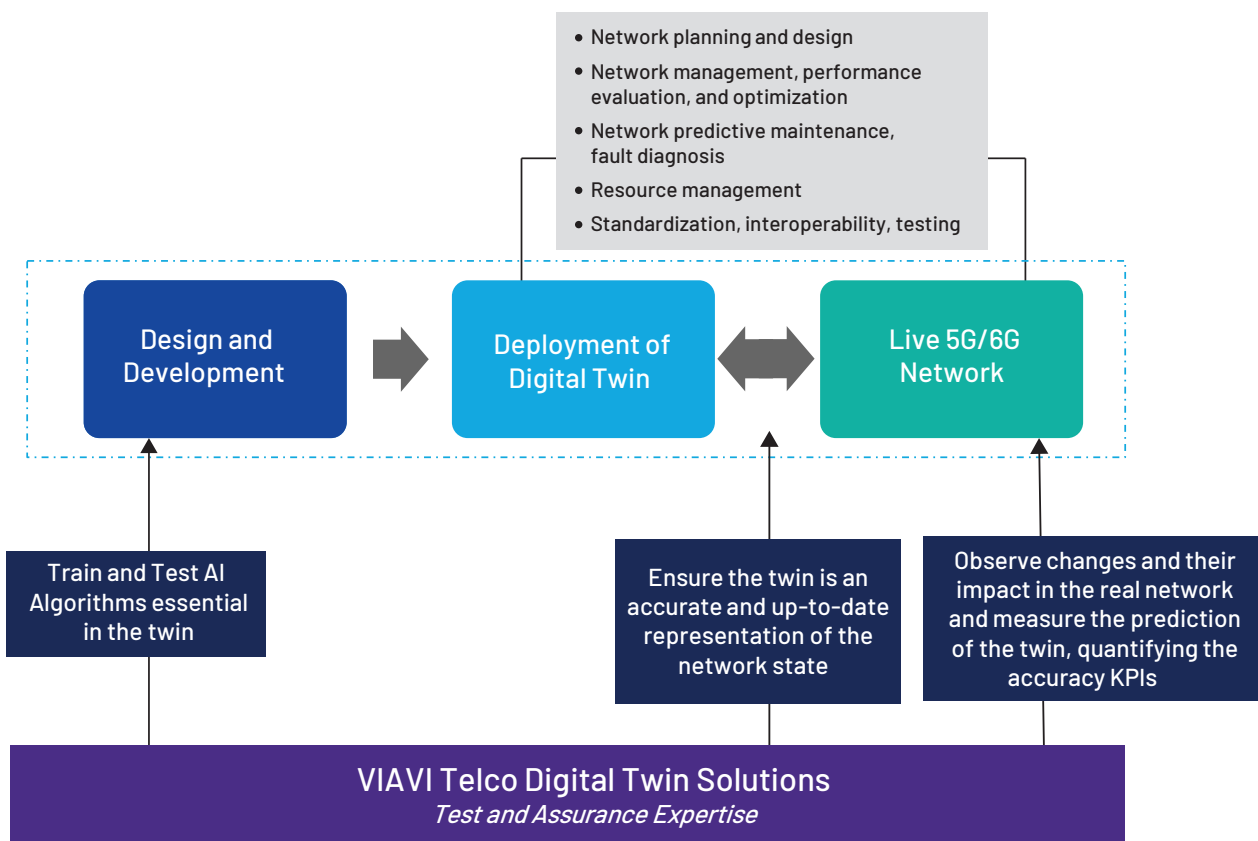 • Network planning and design
• Network management, performance
evaluation, and optimization
• Network predictive maintenance,
fault diagnosis
• Resource management
• Standardization, interoperability, testing
Design and
Development
Deployment of
Digital Twin
Live 5G/6G
Network
Train and Test AI
Algorithms essential
in the twin
Ensure the twin is an
accurate and up-to-date
representation of the
network state
Observe changes and their
impact in the real network
and measure the prediction
of the twin, quantifying the
accuracy KPIs
VIAVI Telco Digital Twin Solutions
Test and Assurance Expertise